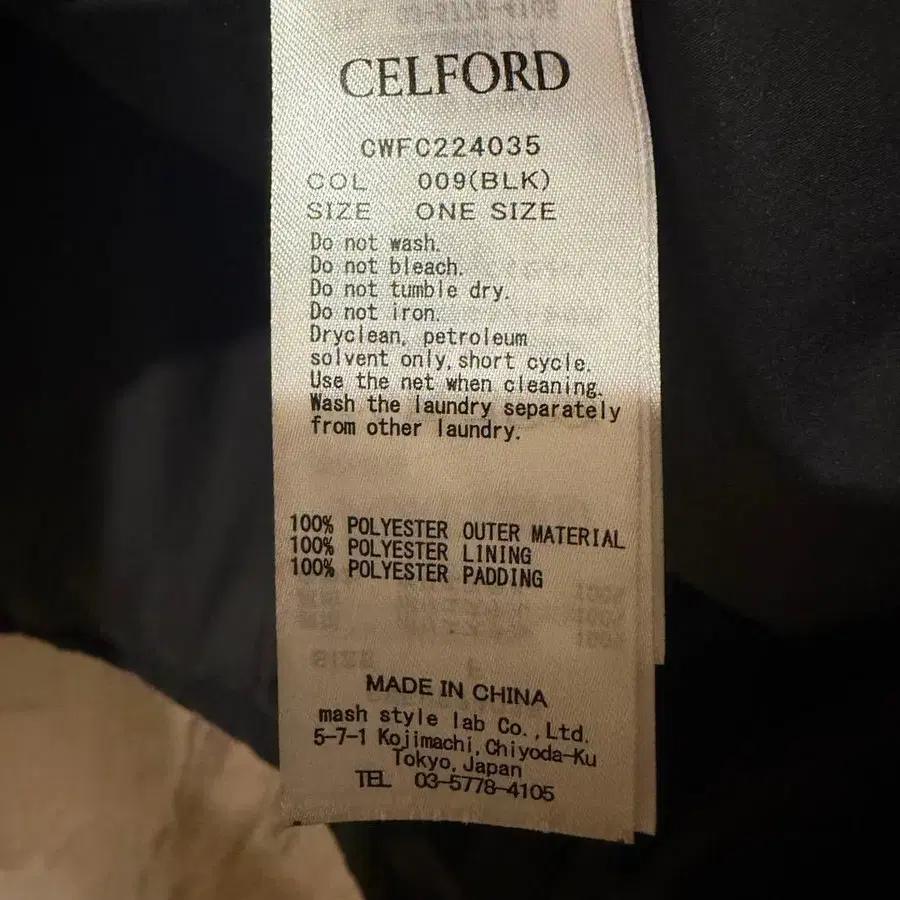 CELFORD
CWFC224035
COL 009(BLK)
SIZE ONE SIZE
Do not wash.
Do not bleach.
Do not tumble dry.
Do not iron.
Dryclean, petroleum
solvent only,short cycle.
Use the net when cleaning.
Wash the laundry separately
from other laundry.
100% POLYESTER OUTER MATERIAL
100% POLYESTER LINING
100% POLYESTER PADDING
MADE IN CHINA
mash style lab Co.,Ltd.
5-7-1 Kojimachi,Chiyoda-Ku
Tokyo,Japan
TEL 03-5778-4105